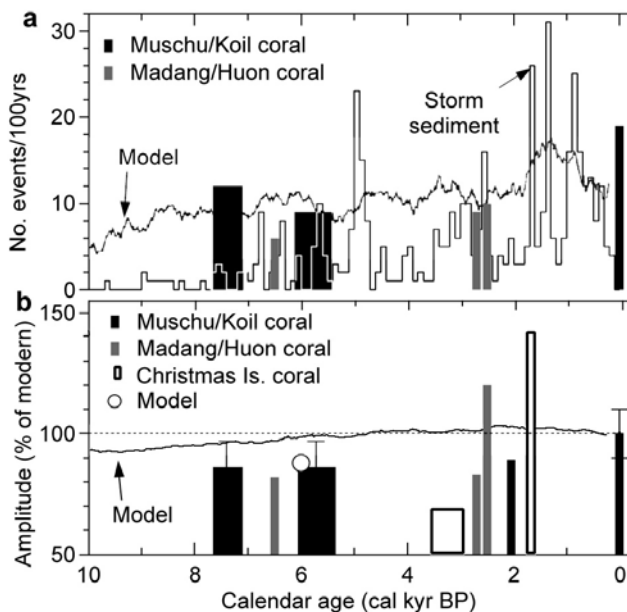 a
No. events/100yrs
30
20
10
0
Muschu/Koil coral
Madang/Huon coral
Model
Storm
sediment
b
Amplitude (% of modern)
150
100
50
Muschu/Koil coral
Madang/Huon coral
Christmas Is. coral
Model
Model
10 8 6 4 2 0
Calendar age (cal kyr BP)